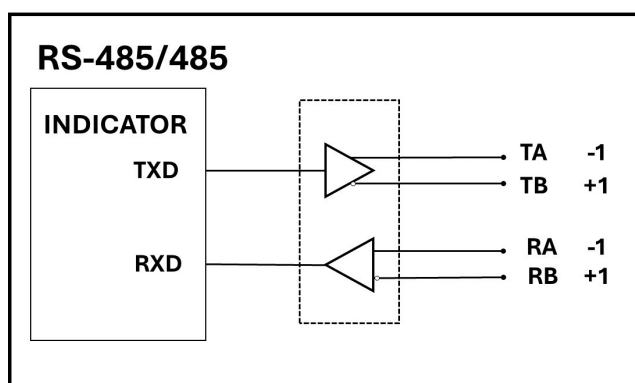 RS-485/485
INDICATOR
TXD
TA -1
TB +1
RXD
RA -1
RB +1